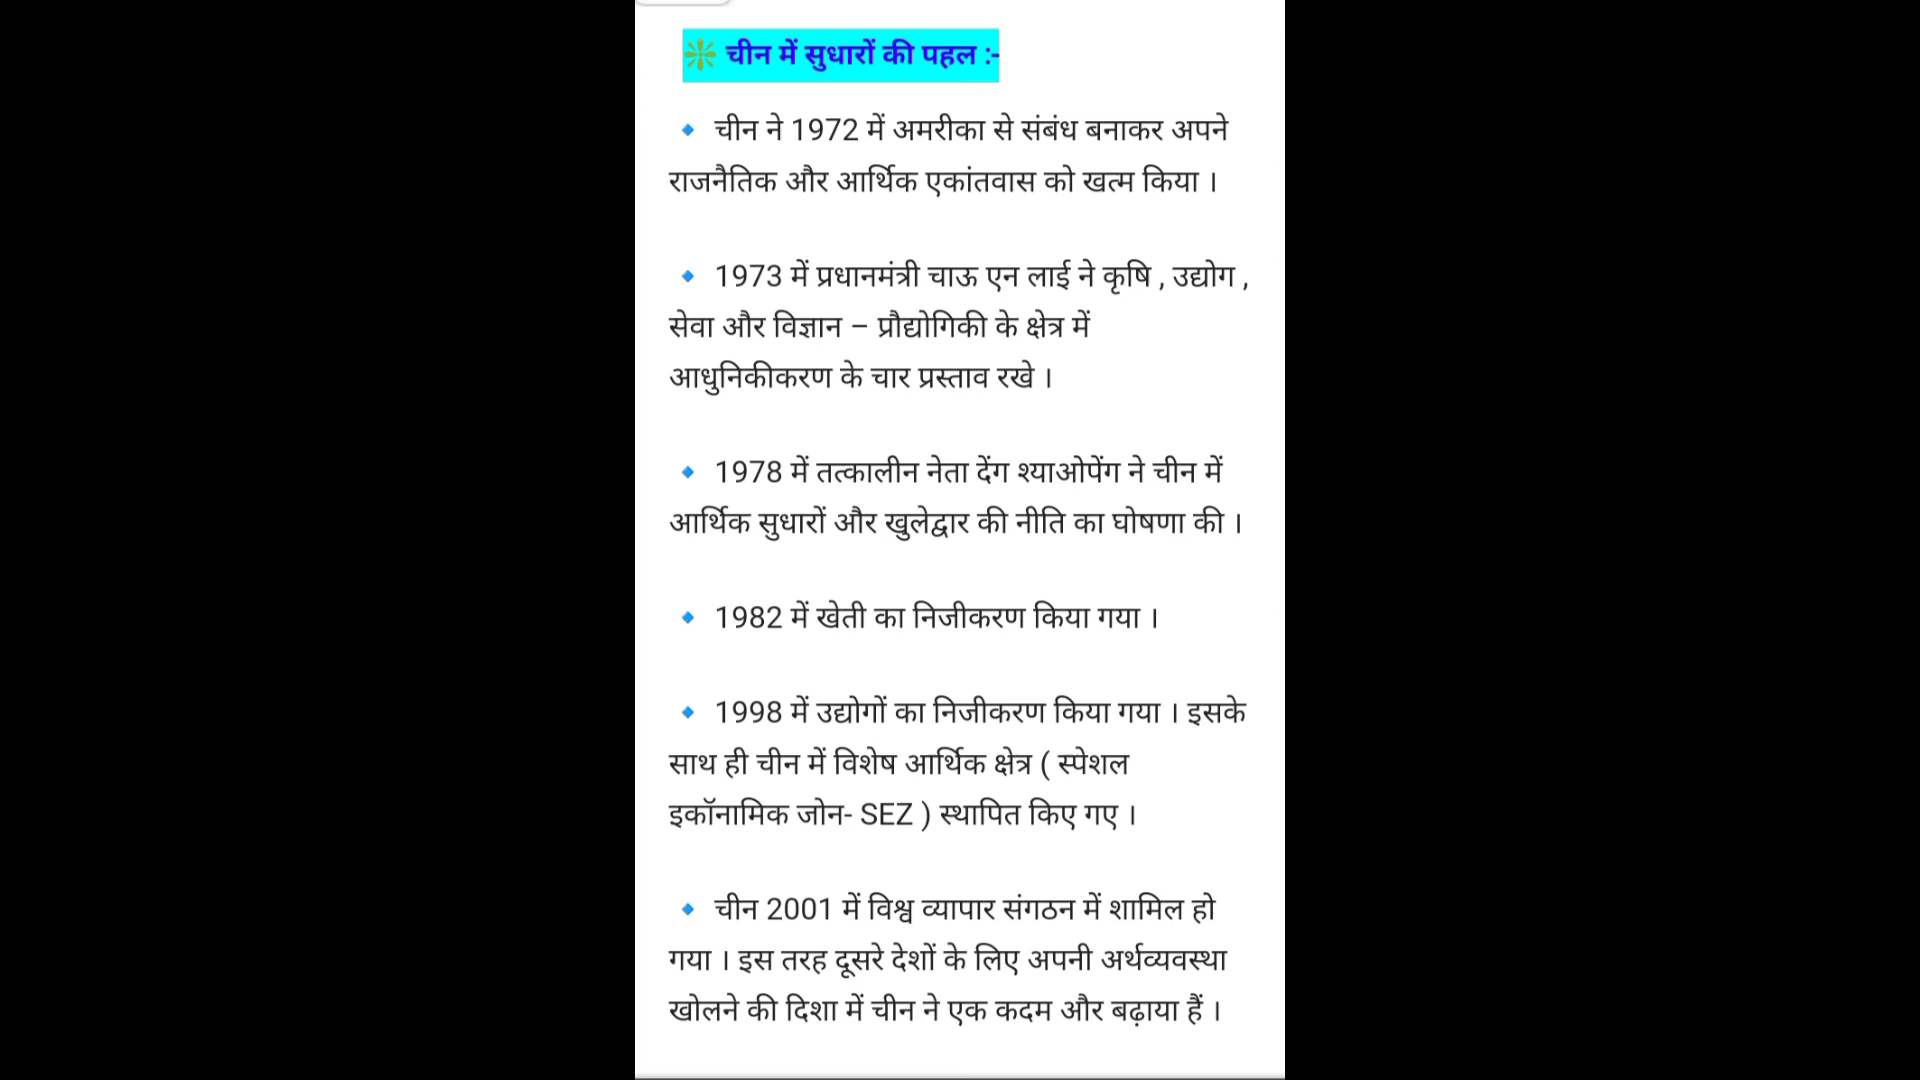 चीन में सुधारों की पहल :-
चीन ने 1972 में अमरीका से संबंध बनाकर अपने
राजनैतिक और आर्थिक एकांतवास को खत्म किया ।
1973 में प्रधानमंत्री चाऊ एन लाई ने कृषि , उद्योग ,
सेवा और विज्ञान – प्रौद्योगिकी के क्षेत्र में
आधुनिकीकरण के चार प्रस्ताव रखे ।
1978 में तत्कालीन नेता देंग श्याओपेंग ने चीन में
आर्थिक सुधारों और खुलेद्वार की नीति का घोषणा की ।
1982 में खेती का निजीकरण किया गया ।
1998 में उद्योगों का निजीकरण किया गया । इसके
साथ ही चीन में विशेष आर्थिक क्षेत्र ( स्पेशल
इकॉनामिक जोन- SEZ ) स्थापित किए गए ।
चीन 2001 में विश्व व्यापार संगठन में शामिल हो
गया । इस तरह दूसरे देशों के लिए अपनी अर्थव्यवस्था
खोलने की दिशा में चीन ने एक कदम और बढ़ाया हैं ।